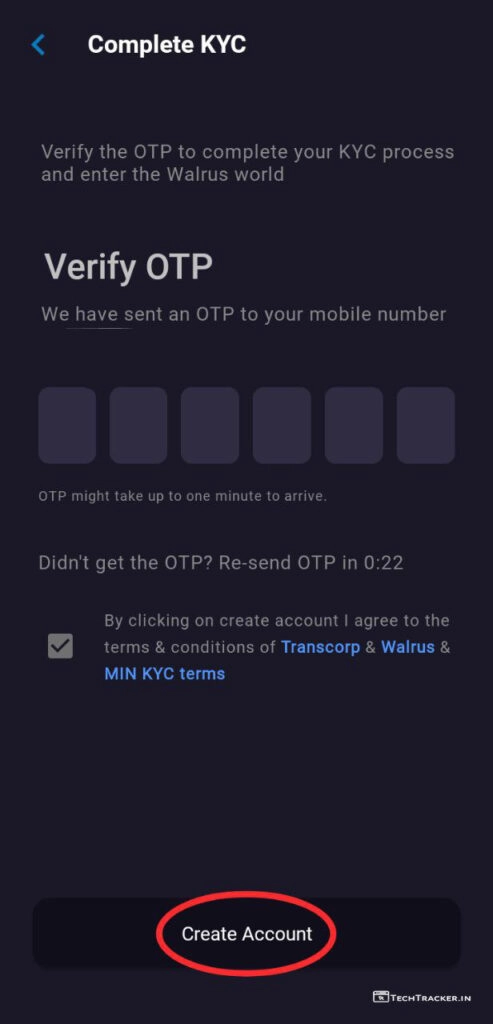 Complete KYC
Verify the OTP to complete your KYC process
and enter the Walrus world
Verify OTP
We have sent an OTP to your mobile number
OTP might take up to one minute to arrive.
Didn't get the OTP? Re-send OTP in 0:22
By clicking on create account I agree to the
terms & conditions of Transcorp & Walrus &
MIN KYC terms
Create Account
TECHTRACKER.IN